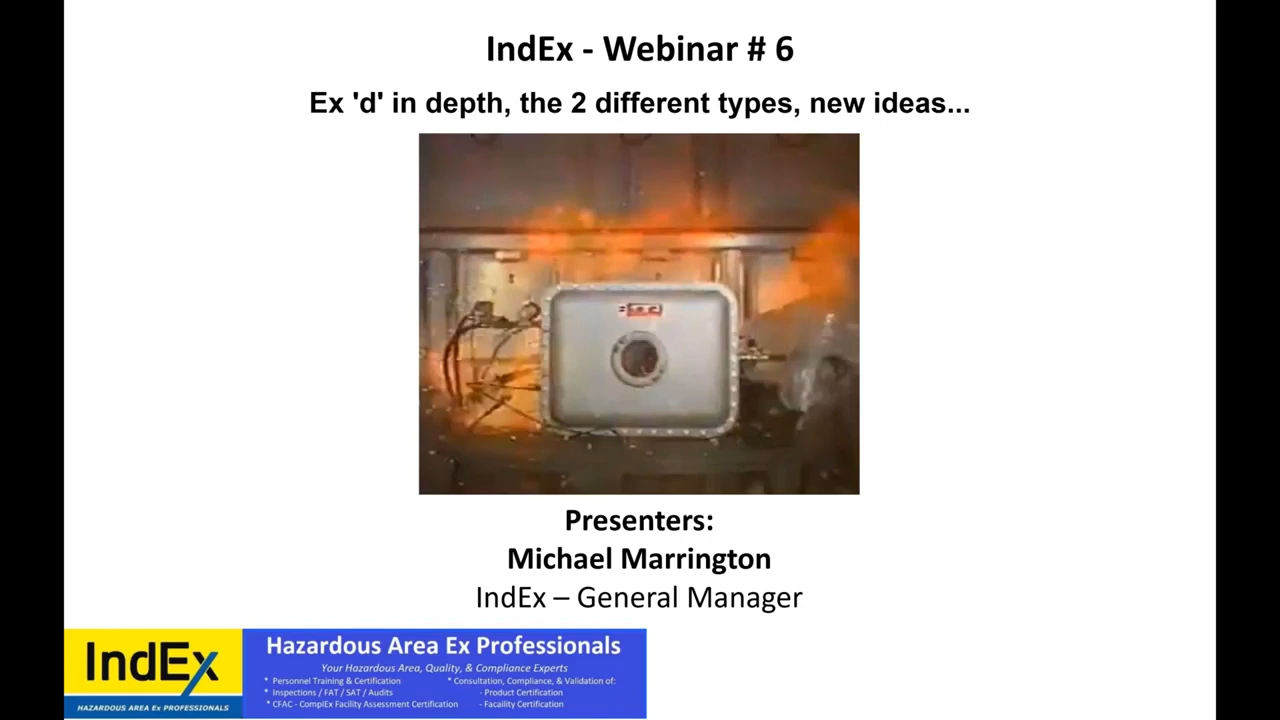 IndEx - Webinar # 6
Ex 'd' in depth, the 2 different types, new ideas...
Presenters:
Michael Marrington
IndEx – General Manager
IndEx
HAZARDOUS AREA EX PROFESSIONALS
Hazardous Area Ex Professionals
Your Hazardous Area, Quality, & Compliance Experts
* Personnel Training & Certification
* Inspections / FAT / SAT / Audits
* CFAC - ComplEx Facility Assessment Certification
* Consultation, Compliance, & Validation of:
- Product Certification
- Facaility Certification